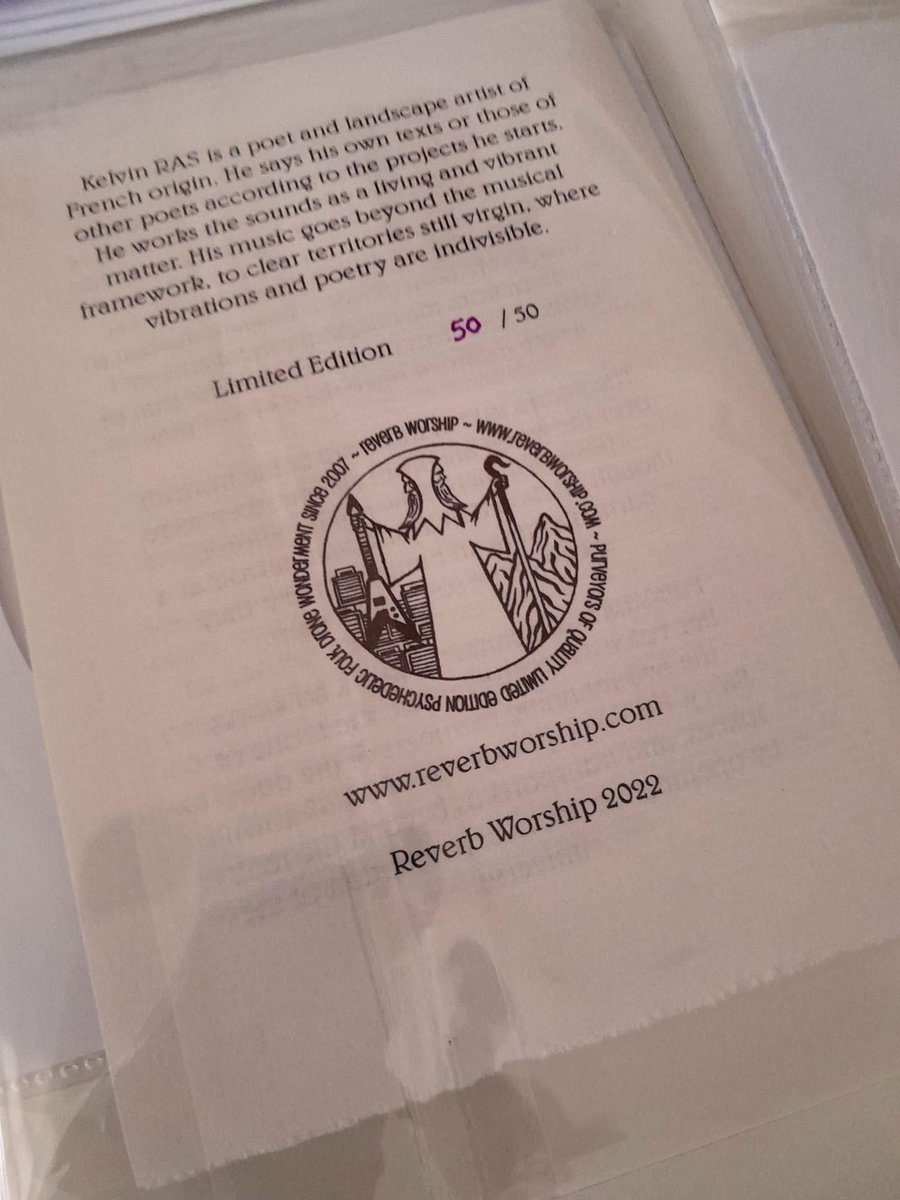 Kelvin RAS is a poet and landscape artist of
French origin. He says his own texts or those of
other poets according to the projects he starts.
He works the sounds as a living and vibrant
matter. His music goes beyond the musical
framework, to clear territories still virgin, where
vibrations and poetry are indivisible.
Limited Edition 50 / 50
~ REVERB WORSHIP ~ WWW.REVERBWORSHIP.COM ~ PURVEYORS OF QUALITY LIMITED EDITION PSYCHEDELIC FOLK DRONE WONDERMENT SINCE 2007
www.reverbworship.com
Reverb Worship 2022